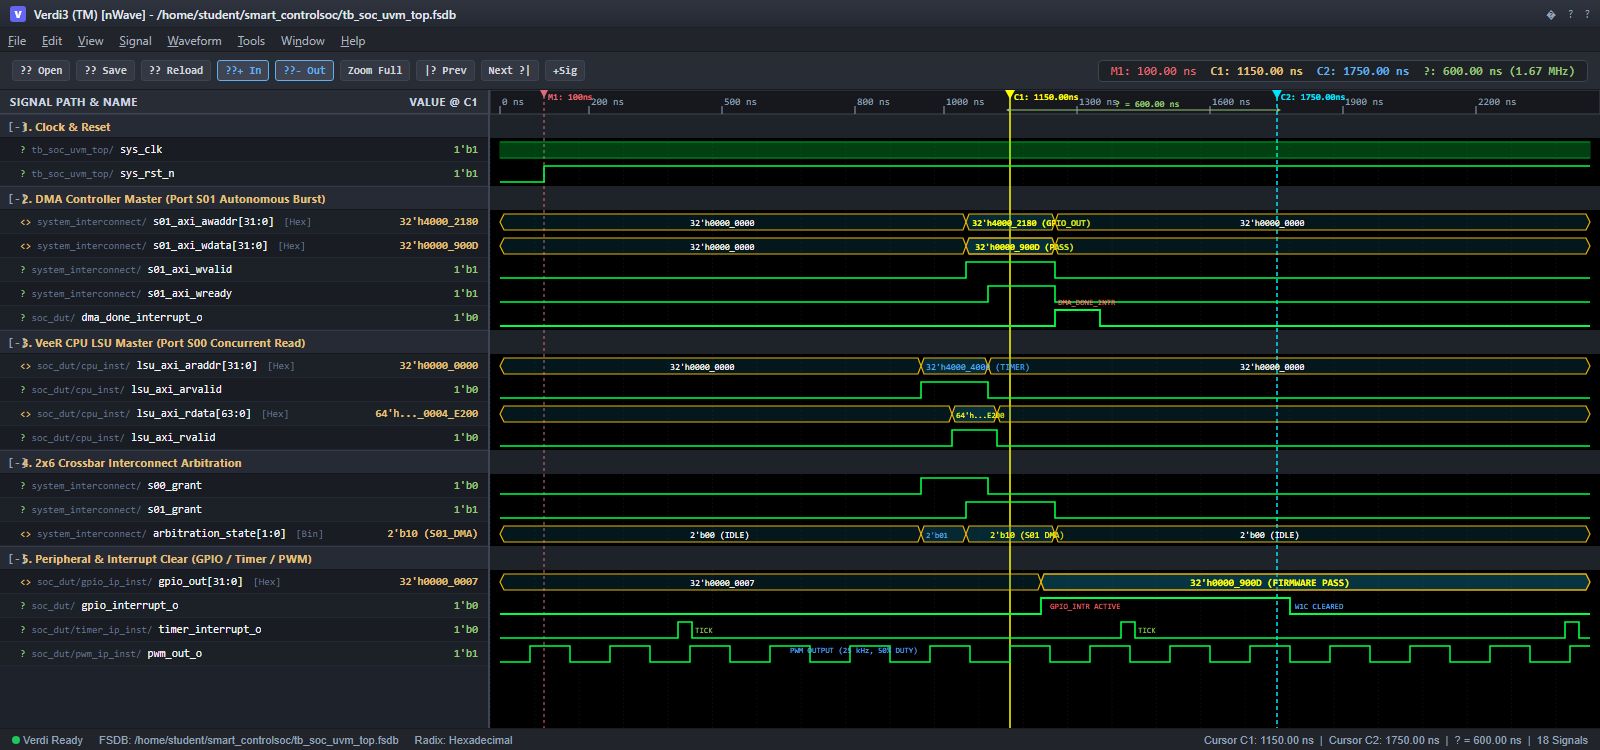 V Verdi3 (TM) [nWave] - /home/student/smart_controlsoc/tb_soc_uvm_top.fsdb � ? ?
File Edit View Signal Waveform Tools Window Help
?? Open ?? Save ?? Reload ??+ In ??- Out Zoom Full |? Prev Next ?| +Sig M1: 100.00 ns C1: 1150.00 ns C2: 1750.00 ns ?: 600.00 ns (1.67 MHz)
SIGNAL PATH & NAME VALUE @ C1
M1: 100ns C1: 1150.00ns C2: 1750.00ns
0 ns 200 ns 500 ns 800 ns 1000 ns 1300 ns ? = 600.00 ns 1600 ns 1900 ns 2200 ns
[-] 1. Clock & Reset
? tb_soc_uvm_top/ sys_clk 1'b1
? tb_soc_uvm_top/ sys_rst_n 1'b1
[-] 2. DMA Controller Master (Port S01 Autonomous Burst)
<> system_interconnect/ s01_axi_awaddr[31:0] [Hex] 32'h4000_2180 32'h0000_0000 32'h4000_2180 (GPIO_OUT) 32'h0000_0000
<> system_interconnect/ s01_axi_wdata[31:0] [Hex] 32'h0000_900D 32'h0000_0000 32'h0000_900D (PASS)
? system_interconnect/ s01_axi_wvalid 1'b1
? system_interconnect/ s01_axi_wready 1'b1
DMA_DONE_INTR
? soc_dut/ dma_done_interrupt_o 1'b0
[-] 3. VeeR CPU LSU Master (Port S00 Concurrent Read)
<> soc_dut/cpu_inst/ lsu_axi_araddr[31:0] [Hex] 32'h0000_0000 32'h0000_0000 32'h4000_400 (TIMER) 32'h0000_0000
? soc_dut/cpu_inst/ lsu_axi_arvalid 1'b0
<> soc_dut/cpu_inst/ lsu_axi_rdata[63:0] [Hex] 64'h..._0004_E200 64'h...E200
? soc_dut/cpu_inst/ lsu_axi_rvalid 1'b0
[-] 4. 2x6 Crossbar Interconnect Arbitration
? system_interconnect/ s00_grant 1'b0
? system_interconnect/ s01_grant 1'b1
<> system_interconnect/ arbitration_state[1:0] [Bin] 2'b10 (S01_DMA) 2'b00 (IDLE) 2'b01 2'b10 (S01 DMA) 2'b00 (IDLE)
[-] 5. Peripheral & Interrupt Clear (GPIO / Timer / PWM)
<> soc_dut/gpio_ip_inst/ gpio_out[31:0] [Hex] 32'h0000_0007 32'h0000_0007 32'h0000_900D (FIRMWARE PASS)
? soc_dut/ gpio_interrupt_o 1'b0 GPIO_INTR ACTIVE WIC CLEARED
? soc_dut/timer_ip_inst/ timer_interrupt_o 1'b0 TICK TICK
? soc_dut/pwm_ip_inst/ pwm_out_o 1'b1 PWM OUTPUT (25 kHz, 50% DUTY)
Verdi Ready FSDB: /home/student/smart_controlsoc/tb_soc_uvm_top.fsdb Radix: Hexadecimal Cursor C1: 1150.00 ns | Cursor C2: 1750.00 ns | ? = 600.00 ns | 18 Signals